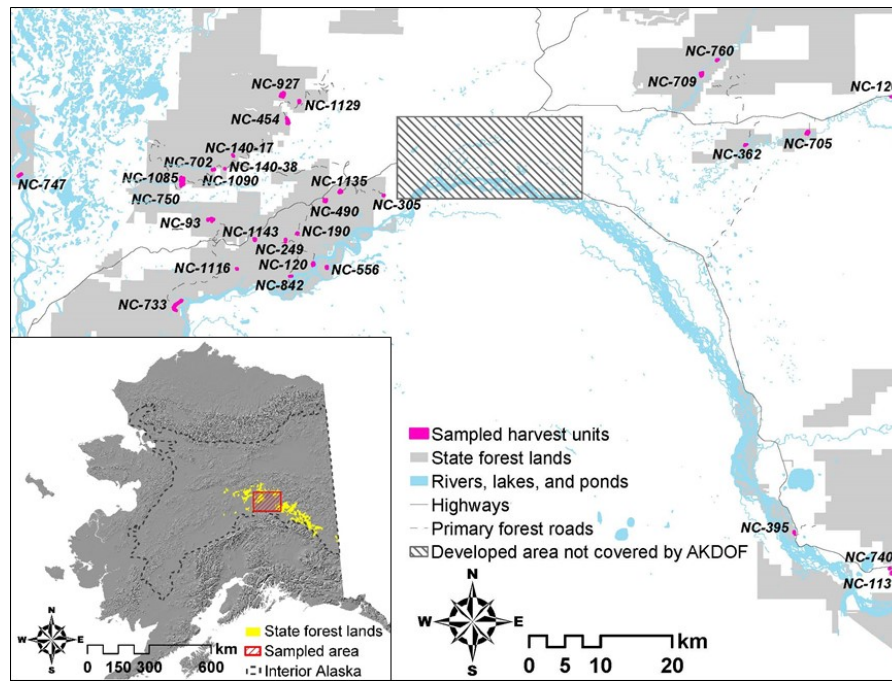 NC-760
NC-709
NC-927
NC-1129
NC-120
NC-454
NC-705
NC-362
NC-140-17
NC-702
NC-140-38
NC-747
NC-1085
NC-1090
NC-1135
NC-750
NC-305
NC-490
NC-93
NC-1143
NC-190
NC-249
NC-1116
NC-120
NC-556
NC-842
NC-733
Sampled harvest units
State forest lands
Rivers, lakes, and ponds
Highways
Primary forest roads
Developed area not covered by AKDOF
NC-395
NC-740
NC-113
N
W E
S
km
0 5 10 20
N
W E
S
km
0 150 300 600
State forest lands
Sampled area
Interior Alaska